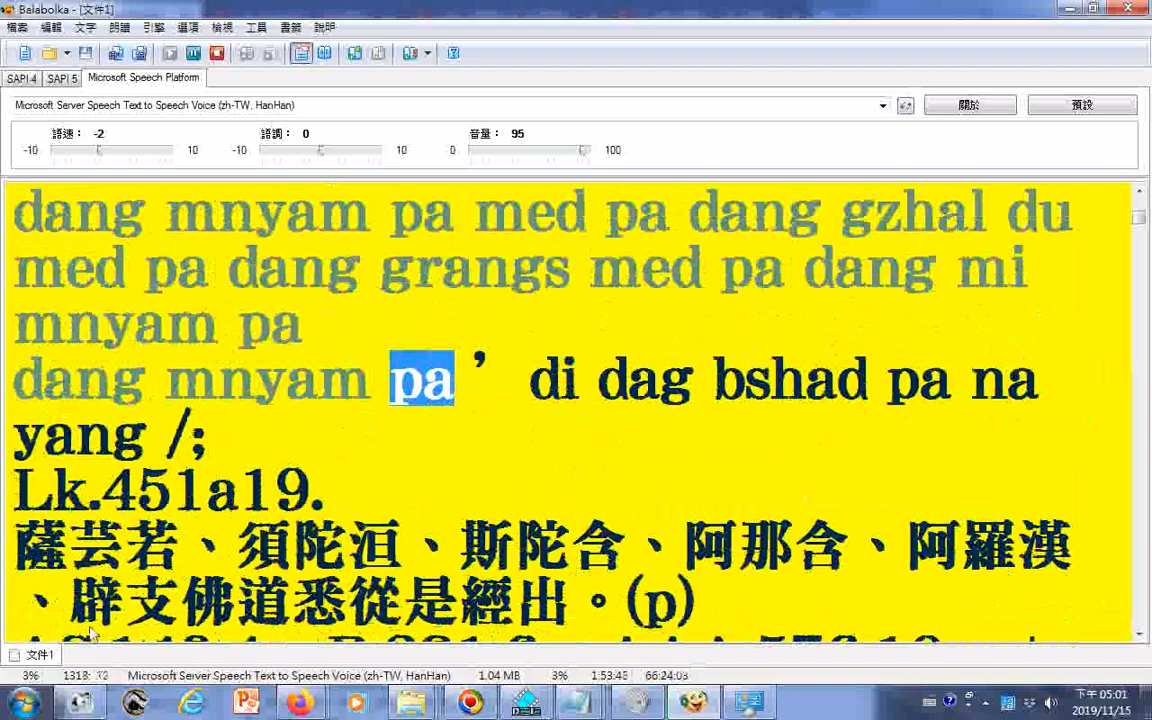 Balabolka - [文件1]
檔案 編輯 文字 朗讀 引擎 選項 檢視 工具 書籤 說明
SAPI 4 SAPI 5 Microsoft Speech Platform
Microsoft Server Speech Text to Speech Voice (zh-TW, HanHan) 關於 預設
語速： -2 語調： 0 音量： 95
-10 10 -10 10 0 100
dang mnyam pa med pa dang gzhal du
med pa dang grangs med pa dang mi
mnyam pa
dang mnyam pa ’ di dag bshad pa na
yang /;
Lk.451a19.
薩芸若、須陀洹、斯陀含、阿那含、阿羅漢
、辟支佛道悉從是經出。(p)
文件1
3% Microsoft Server Speech Text to Speech Voice (zh-TW, HanHan) 1.04 MB 3% 1:53:48 66:24:03
下午 05:01
2019/11/15